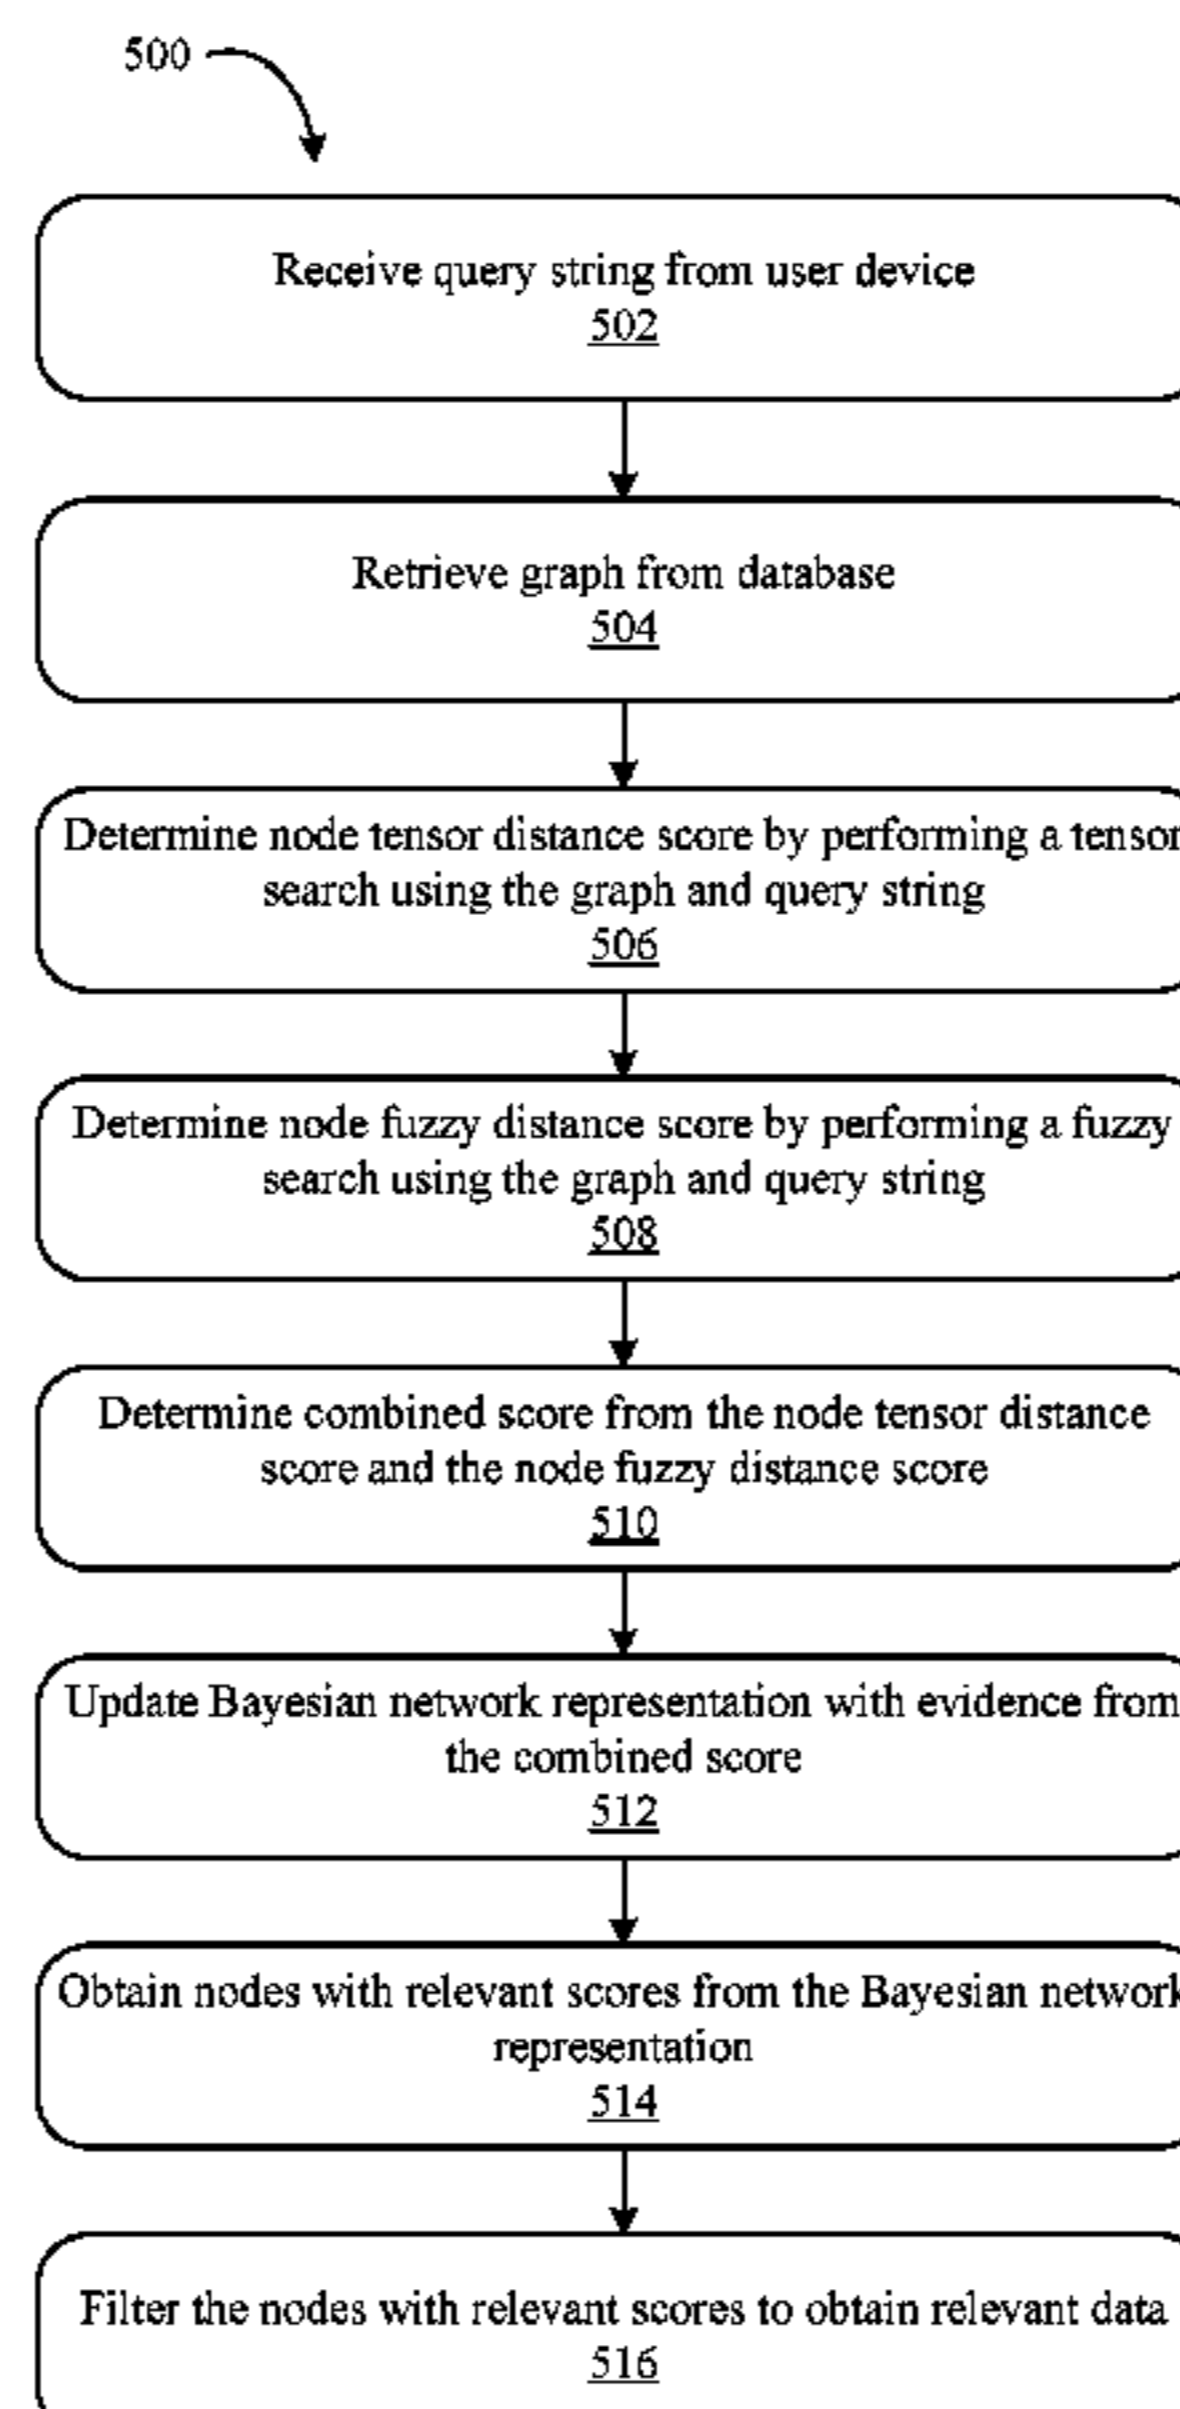 500
Receive query string from user device
502
Retrieve graph from database
504
Determine node tensor distance score by performing a tensor
search using the graph and query string
506
Determine node fuzzy distance score by performing a fuzzy
search using the graph and query string
508
Determine combined score from the node tensor distance
score and the node fuzzy distance score
510
Update Bayesian network representation with evidence from
the combined score
512
Obtain nodes with relevant scores from the Bayesian network
representation
514
Filter the nodes with relevant scores to obtain relevant data
516